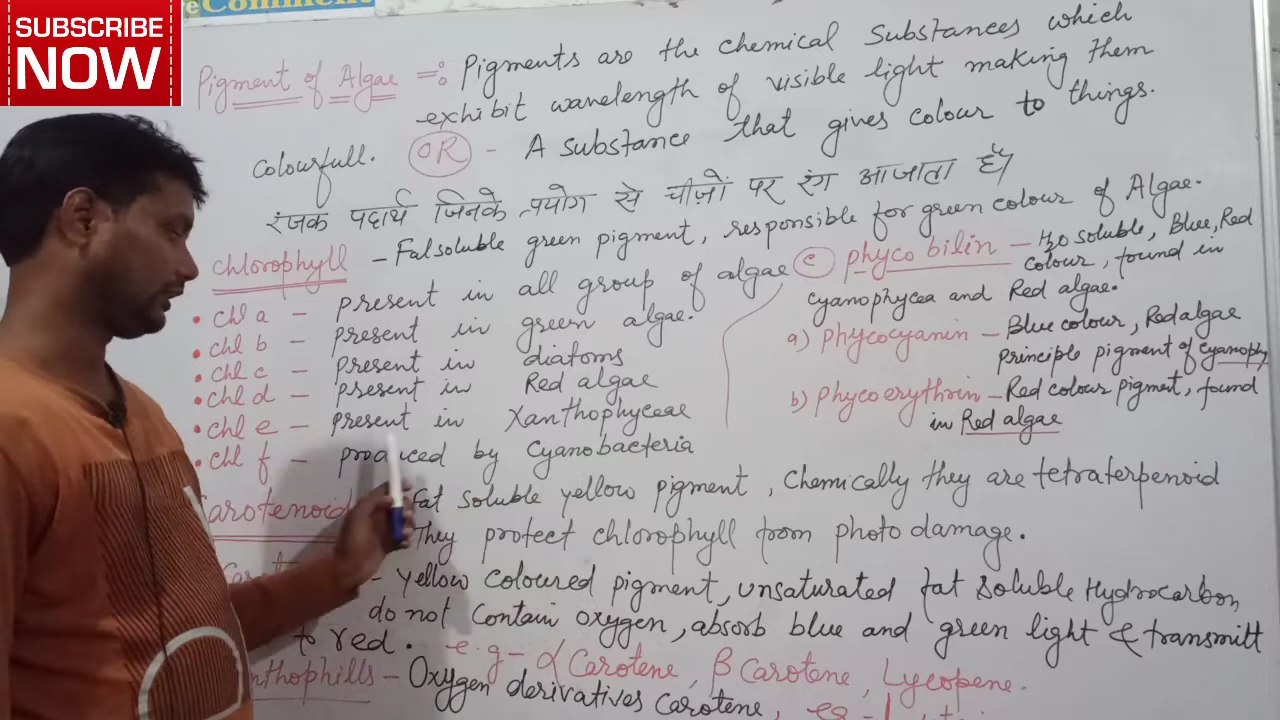 eComment
SUBSCRIBE
NOW
Pigment of Algae =: Pigments are the chemical substances which
exhibit wavelength of visible light making them
colourfull. OR - A substance that gives colour to things.
रंजक पदार्थ जिनके प्रयोग से चीज़ों पर रंग आजाता है।
chlorophyll - Fat soluble green pigment, responsible for green colour of Algae.
• chl a - present in all group of algae
• chl b - present in green algae.
• chl c - present in diatoms
• chl d - present in Red algae
• chl e - present in Xanthophyceae
• chl f - produced by Cyanobacteria
c phyco bilin - H2o soluble, Blue, Red
colour, found in
cyanophycea and Red algae.
a) phycocyanin - Blue colour, Red algae
principle pigment of cyanophy
b) phycoerythrin - Red colour pigment, found
in Red algae
Carotenoid Fat soluble yellow pigment, Chemically they are tetraterpenoid
They protect chlorophyll from photo damage.
- Yellow coloured pigment, unsaturated fat soluble Hydrocarbon
do not contain oxygen, absorb blue and green light & transmitt
to red. e.g - α Carotene, β Carotene, Lycopene.
nthophills - Oxygen derivatives carotene, eg -